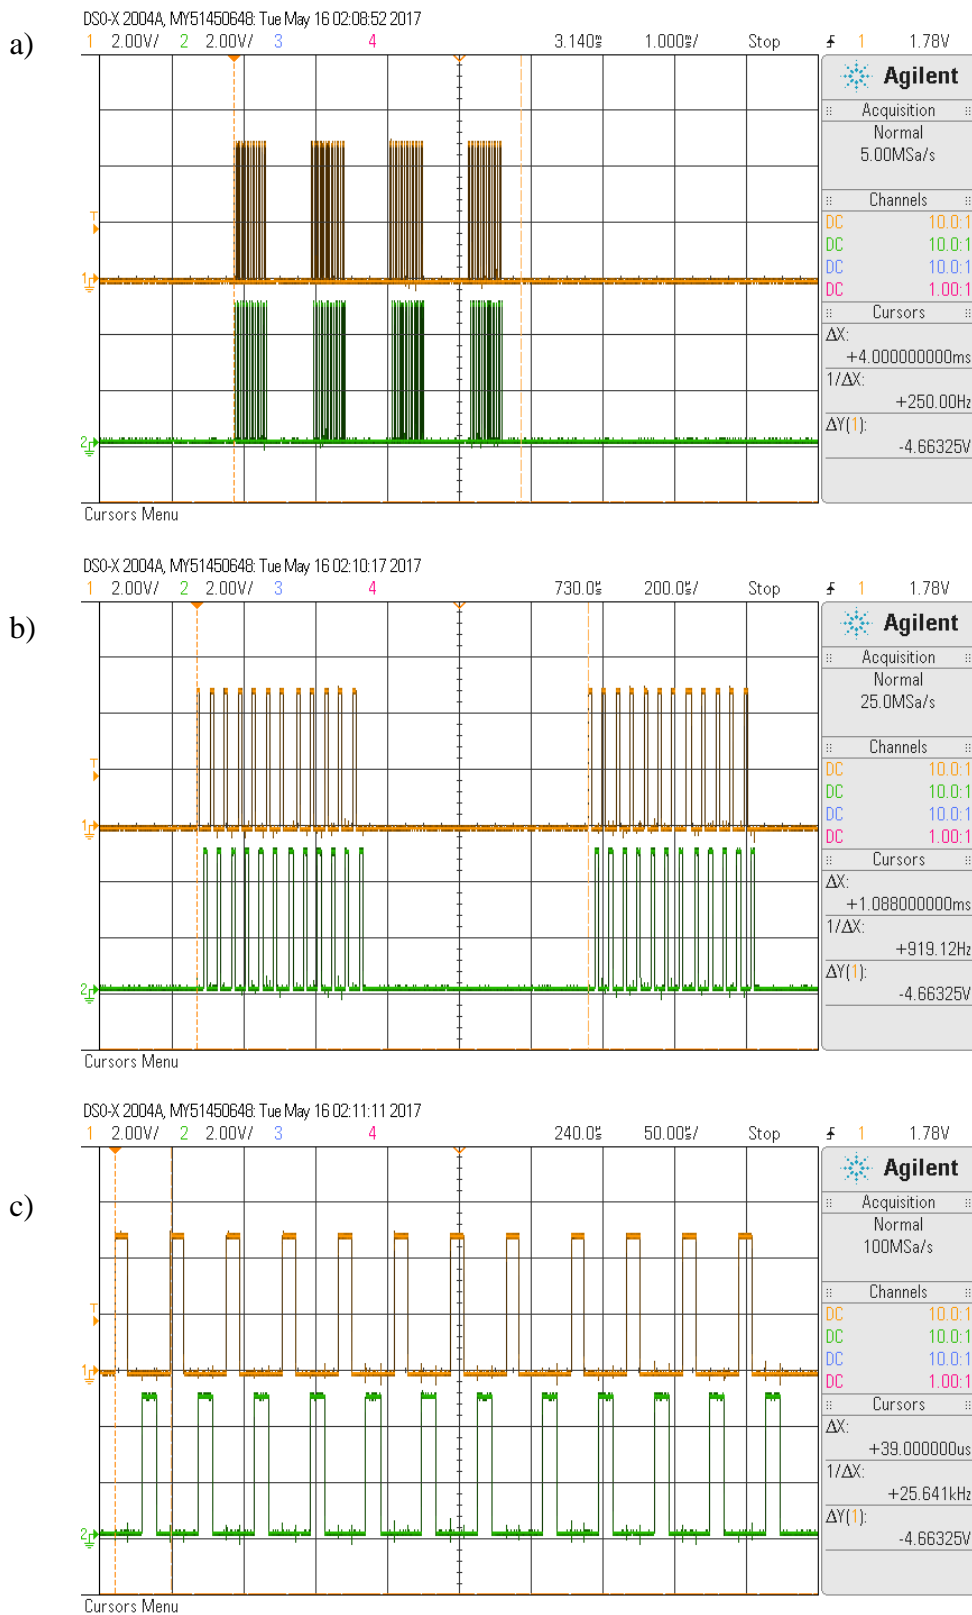 DSO-X 2004A, MY51450648: Tue May 16 02:08:52 2017
a) 1 2.00V/ 2 2.00V/ 3 4 3.140ms 1.000ms/ Stop 1 1.78V
Agilent
Acquisition
Normal
5.00MSa/s
Channels
DC 10.0:1
DC 10.0:1
DC 10.0:1
DC 1.00:1
Cursors
ΔX:
+4.000000000ms
1/ΔX:
+250.00Hz
ΔY(1):
-4.66325V
T
1
2
Cursors Menu
DSO-X 2004A, MY51450648: Tue May 16 02:10:17 2017
1 2.00V/ 2 2.00V/ 3 4 730.0us 200.0us/ Stop 1 1.78V
b)
Agilent
Acquisition
Normal
25.0MSa/s
Channels
DC 10.0:1
DC 10.0:1
DC 10.0:1
DC 1.00:1
Cursors
ΔX:
+1.088000000ms
1/ΔX:
+919.12Hz
ΔY(1):
-4.66325V
T
1
2
Cursors Menu
DSO-X 2004A, MY51450648: Tue May 16 02:11:11 2017
1 2.00V/ 2 2.00V/ 3 4 240.0us 50.00us/ Stop 1 1.78V
c)
Agilent
Acquisition
Normal
100MSa/s
Channels
DC 10.0:1
DC 10.0:1
DC 10.0:1
DC 1.00:1
Cursors
ΔX:
+39.000000us
1/ΔX:
+25.641kHz
ΔY(1):
-4.66325V
T
1
2
Cursors Menu